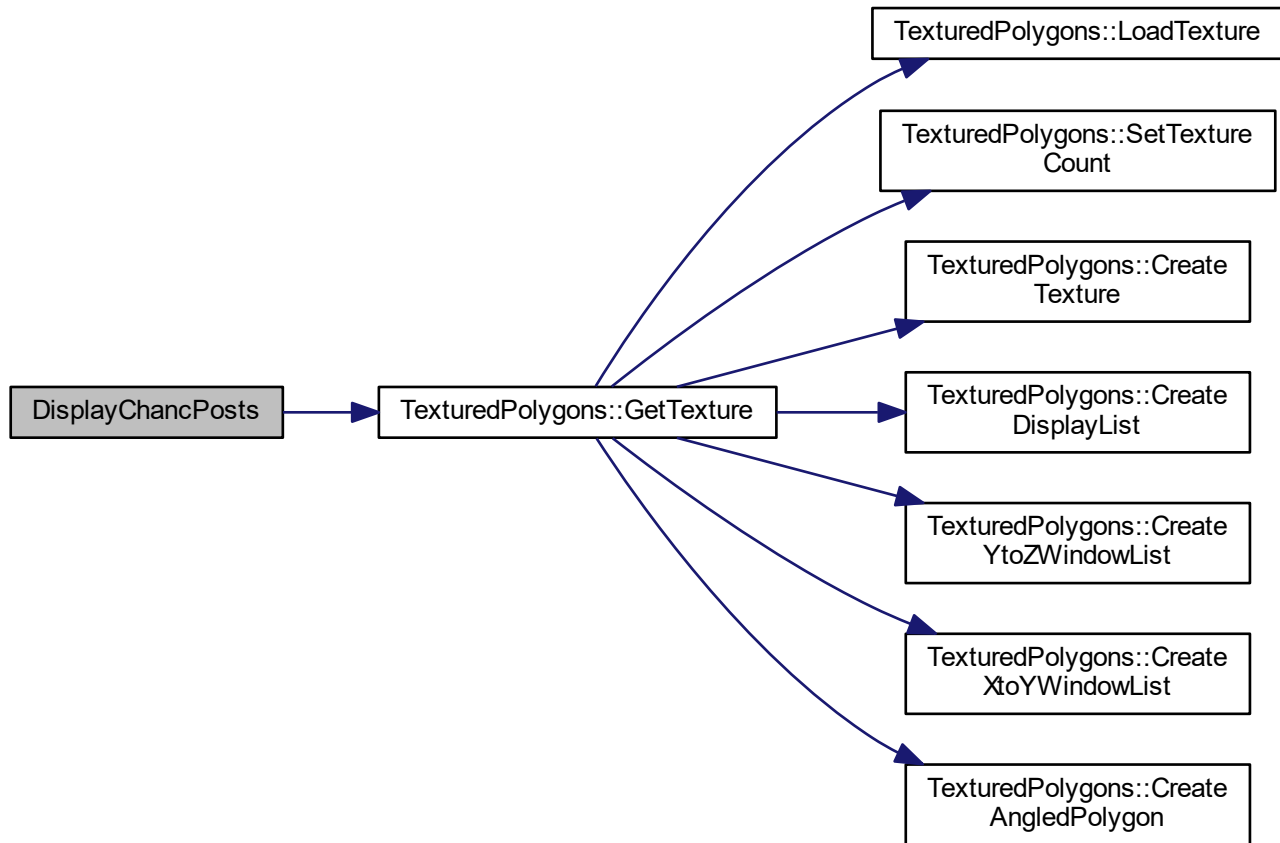 TexturedPolygons::LoadTexture
TexturedPolygons::SetTexture
Count
TexturedPolygons::Create
Texture
DisplayChancPosts
TexturedPolygons::GetTexture
TexturedPolygons::Create
DisplayList
TexturedPolygons::Create
YtoZWindowList
TexturedPolygons::Create
XtoYWindowList
TexturedPolygons::Create
AngledPolygon